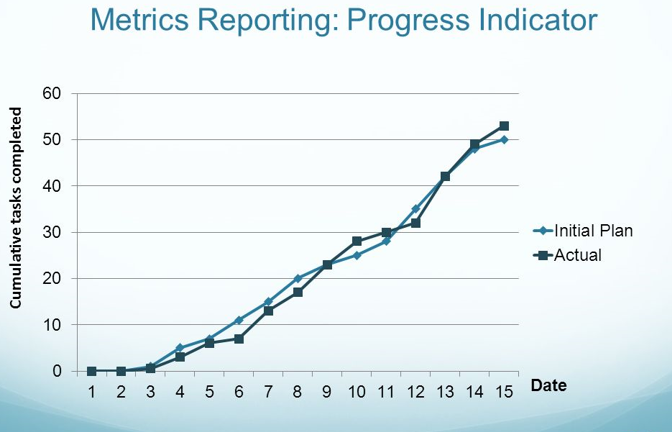 Metrics Reporting: Progress Indicator
Cumulative tasks completed
60
50
40
30
20
10
0
1 2 3 4 5 6 7 8 9 10 11 12 13 14 15
Date
Initial Plan
Actual